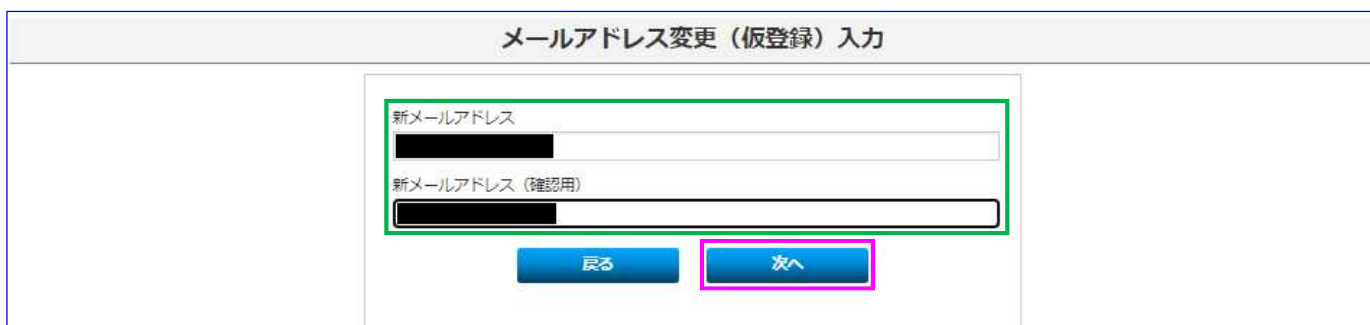 メールアドレス変更（仮登録）入力
新メールアドレス
新メールアドレス（確認用）
戻る
次へ